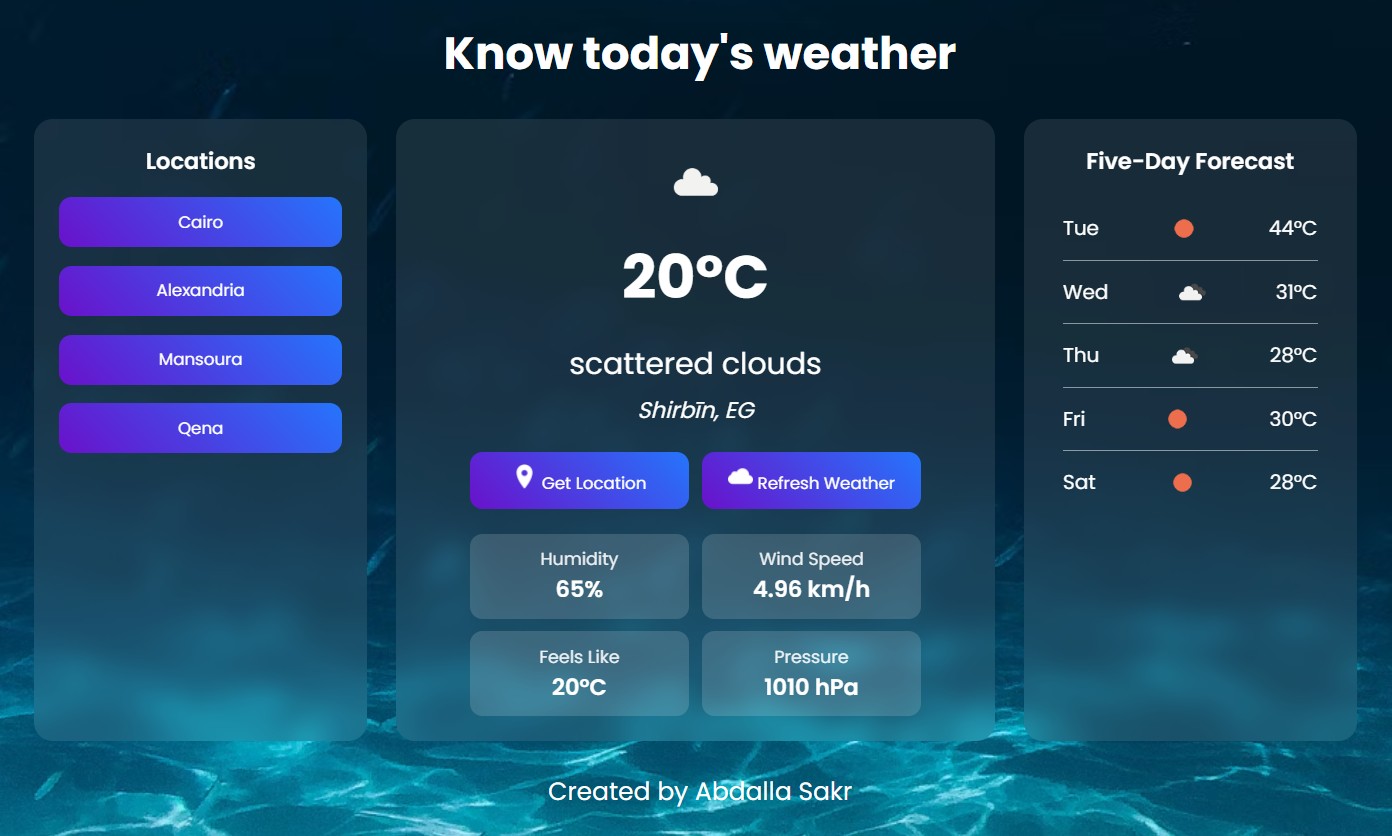 Know today's weather
Locations
Cairo
Alexandria
Mansoura
Qena
20°C
scattered clouds
Shirbīn, EG
Get Location
Refresh Weather
Humidity
65%
Wind Speed
4.96 km/h
Feels Like
20°C
Pressure
1010 hPa
Five-Day Forecast
Tue 44°C
Wed 31°C
Thu 28°C
Fri 30°C
Sat 28°C
Created by Abdalla Sakr